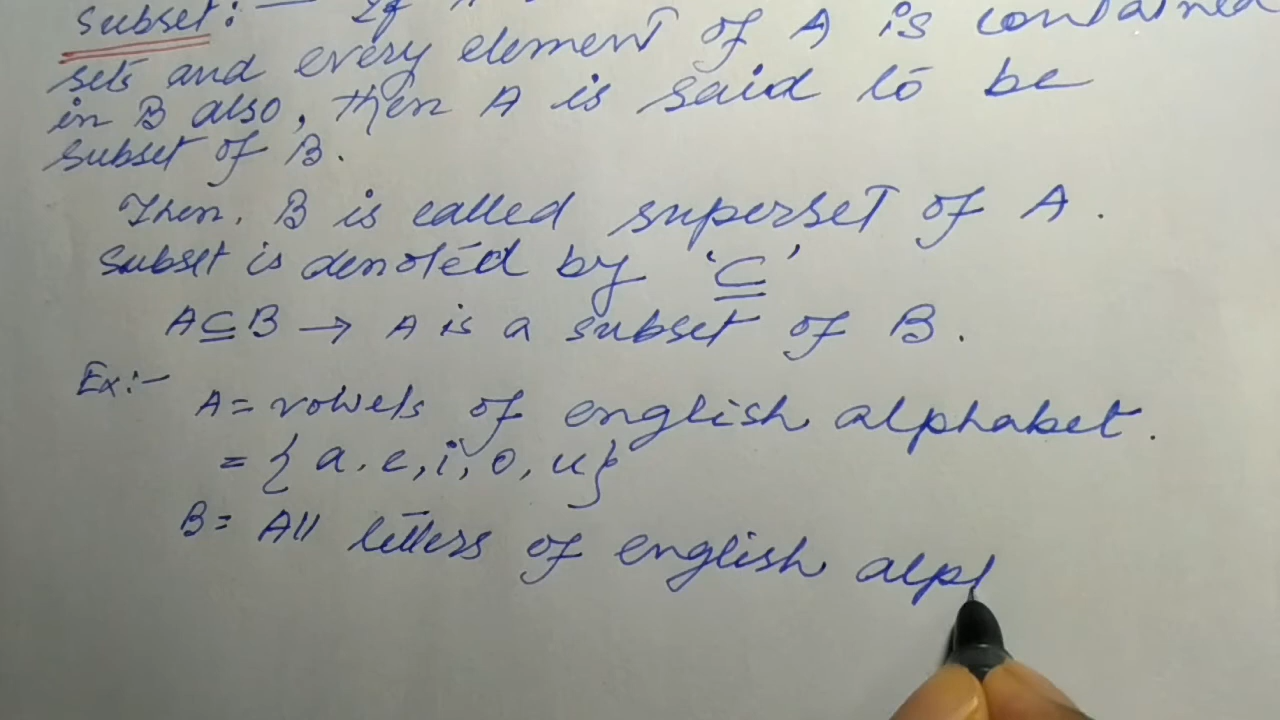 Subset :— If A
sets and every element of A is contained
in B also, then A is said to be
subset of B.
Then, B is called superset of A.
Subset is denoted by '⊆'
A⊆B → A is a subset of B.
Ex:-
A = vowels of english alphabet.
= { a, e, i, o, u}
B = All letters of english alph